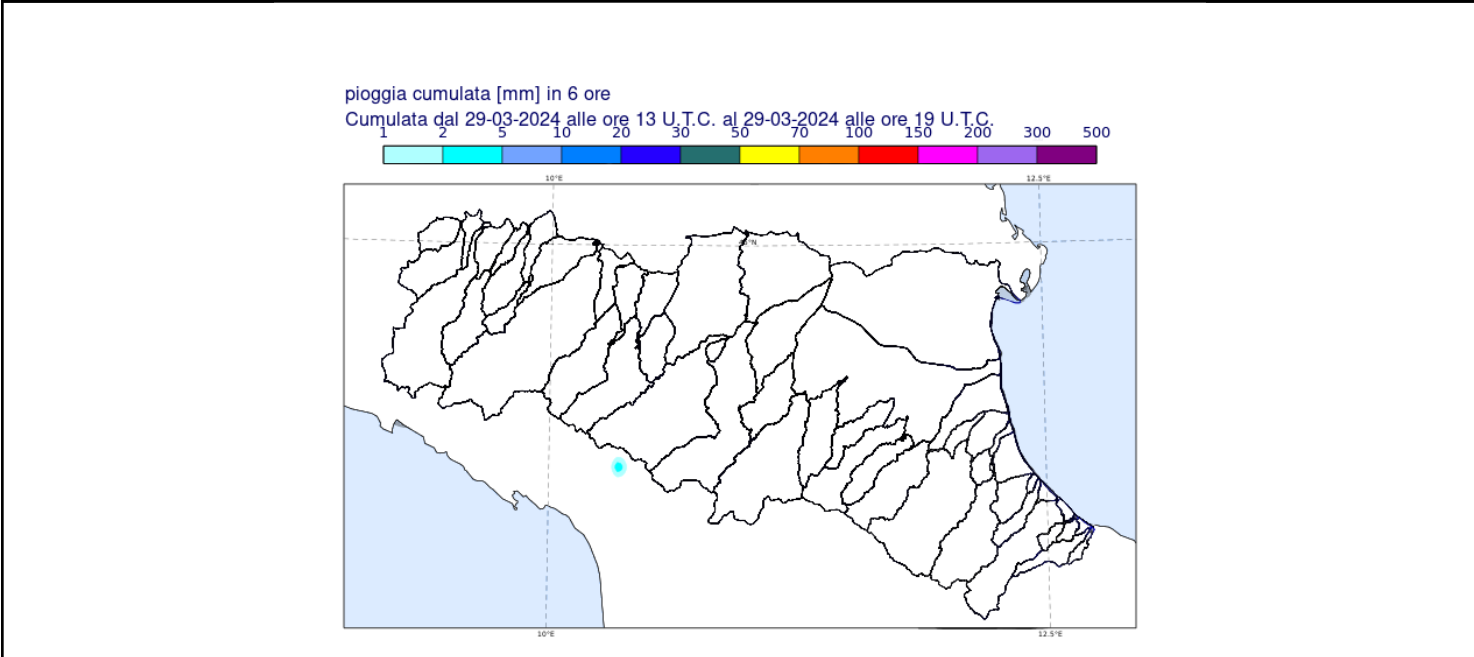 pioggia cumulata [mm] in 6 ore
Cumulata dal 29-03-2024 alle ore 13 U.T.C. al 29-03-2024 alle ore 19 U.T.C.
1 2 5 10 20 30 50 70 100 150 200 300 500
10°E 12.5°E
10°E 12.5°E